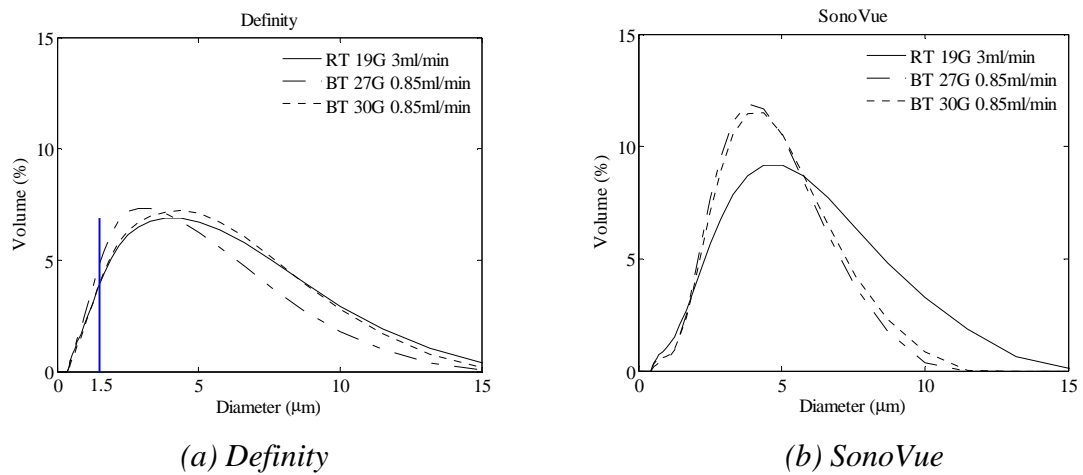 Definity
15
RT 19G 3ml/min
BT 27G 0.85ml/min
BT 30G 0.85ml/min
10
Volume (%)
5
0
0 1.5 5 10 15
Diameter (μm)
(a) Definity
SonoVue
15
RT 19G 3ml/min
BT 27G 0.85ml/min
BT 30G 0.85ml/min
10
Volume (%)
5
0
0 5 10 15
Diameter (μm)
(b) SonoVue